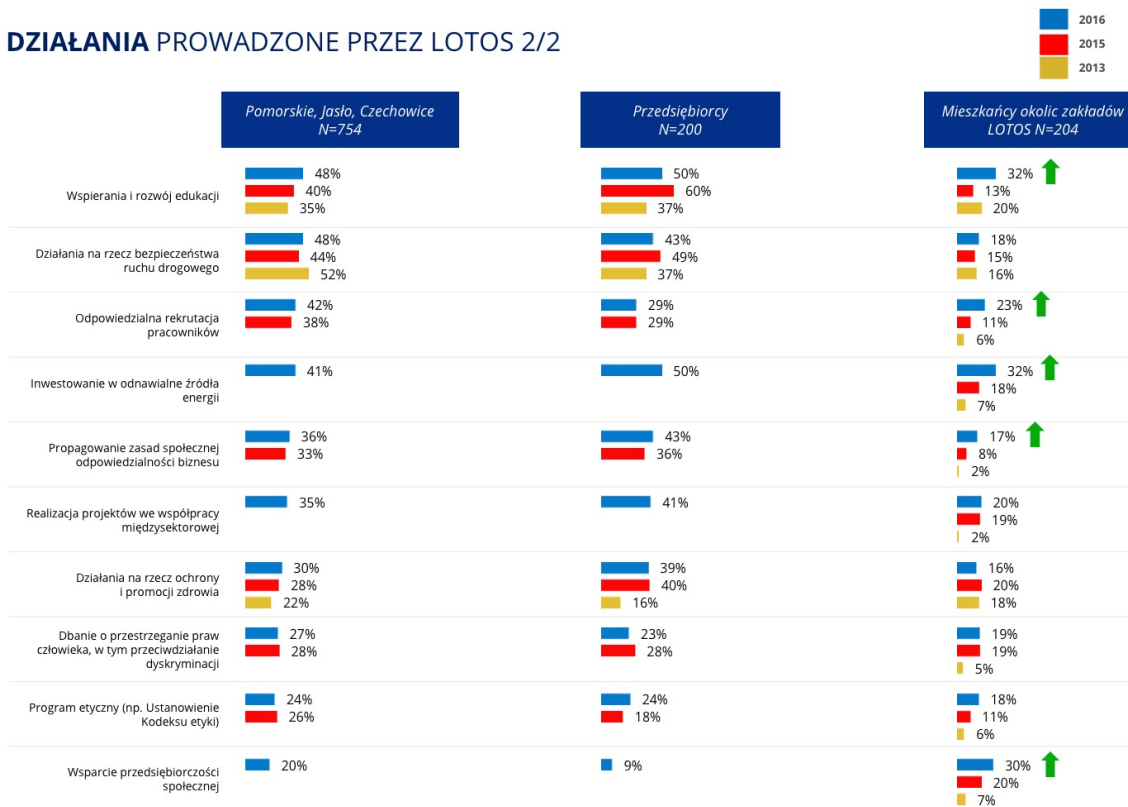 DZIAŁANIA PROWADZONE PRZEZ LOTOS 2/2
2016
2015
2013
Pomorskie, Jasło, Czechowice
N=754
Przedsiębiorcy
N=200
Mieszkańcy okolic zakładów
LOTOS N=204
Wspierania i rozwój edukacji
48%
40%
35%
50%
60%
37%
32%
13%
20%
Działania na rzecz bezpieczeństwa
ruchu drogowego
48%
44%
52%
43%
49%
37%
18%
15%
16%
Odpowiedzialna rekrutacja
pracowników
42%
38%
29%
29%
23%
11%
6%
Inwestowanie w odnawialne źródła
energii
41%
50%
32%
18%
7%
Propagowanie zasad społecznej
odpowiedzialności biznesu
36%
33%
43%
36%
17%
8%
2%
Realizacja projektów we współpracy
międzysektorowej
35%
41%
20%
19%
2%
Działania na rzecz ochrony
i promocji zdrowia
30%
28%
22%
39%
40%
16%
16%
20%
18%
Dbanie o przestrzeganie praw
człowieka, w tym przeciwdziałanie
dyskryminacji
27%
28%
23%
28%
19%
19%
5%
Program etyczny (np. Ustanowienie
Kodeksu etyki)
24%
26%
24%
18%
18%
11%
6%
Wsparcie przedsiębiorczości
społecznej
20%
9%
30%
20%
7%